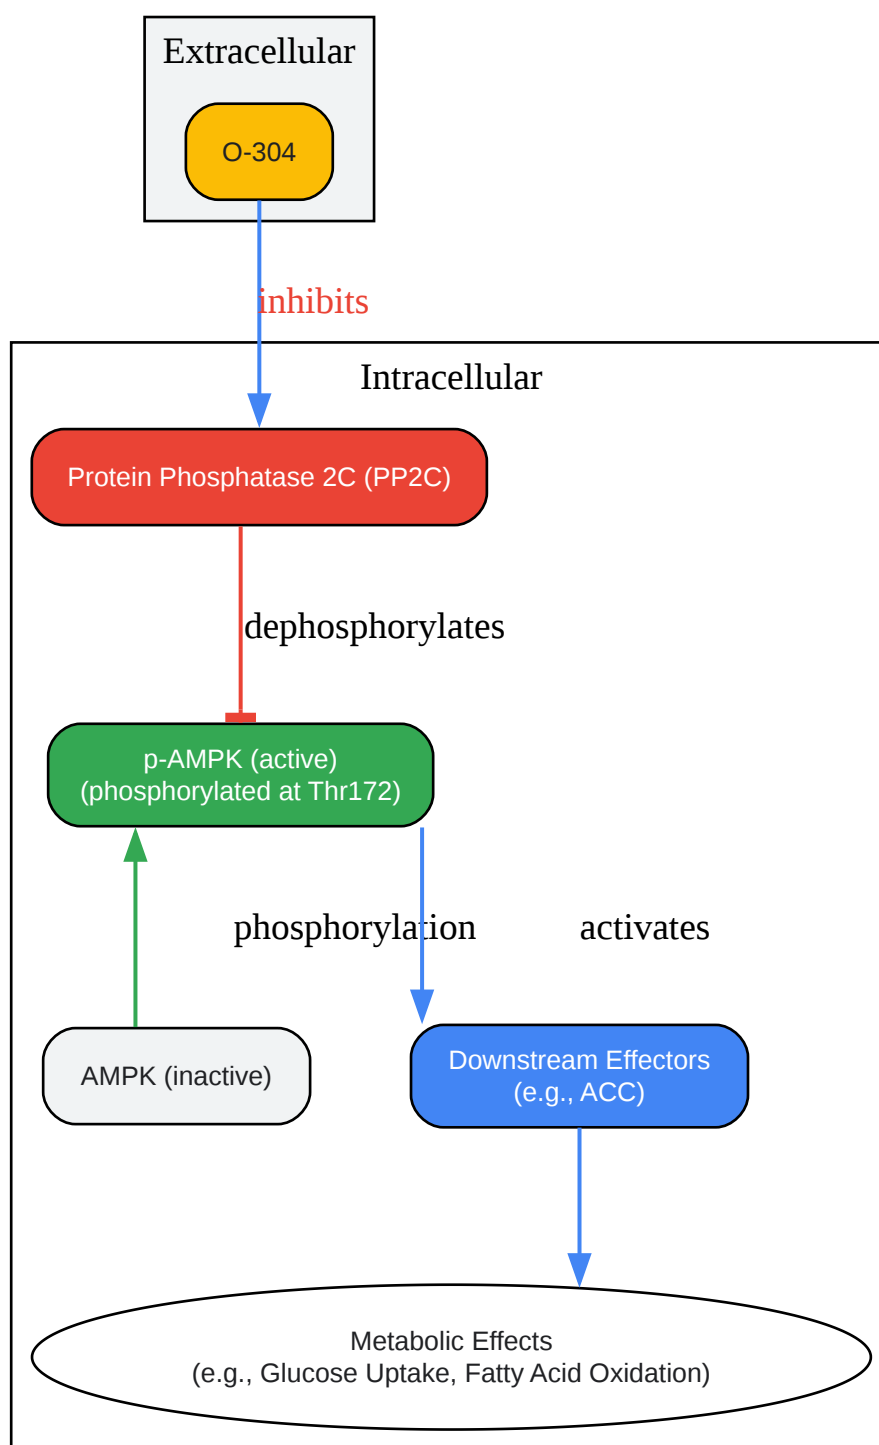 Extracellular
O-304
inhibits
Intracellular
Protein Phosphatase 2C (PP2C)
dephosphorylates
p-AMPK (active)
(phosphorylated at Thr172)
phosphorylation
activates
AMPK (inactive)
Downstream Effectors
(e.g., ACC)
Metabolic Effects
(e.g., Glucose Uptake, Fatty Acid Oxidation)